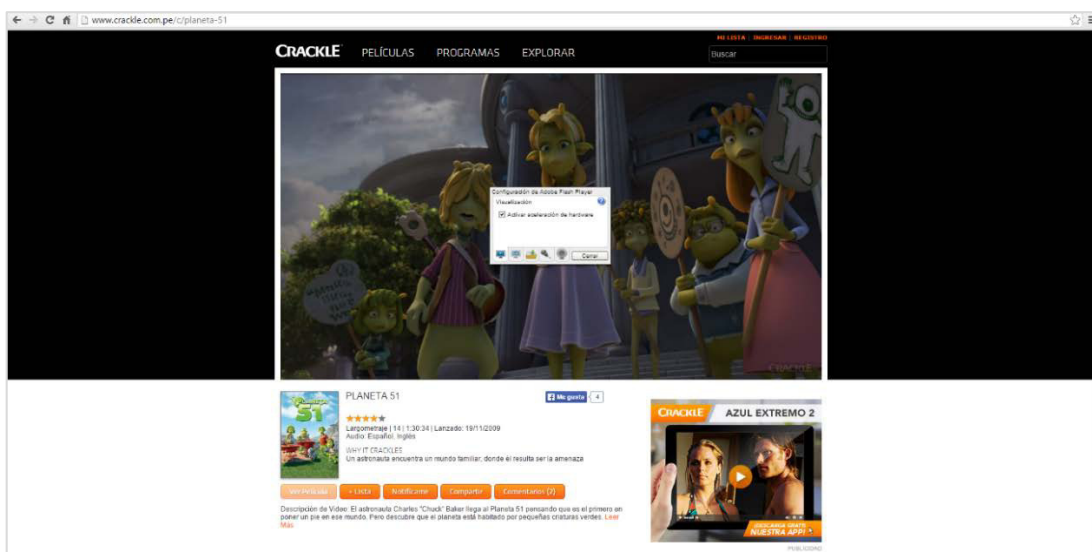 www.crackle.com.pe/c/planeta-51
MI LISTA | INGRESAR | REGISTRO
CRACKLE PELÍCULAS PROGRAMAS EXPLORAR
Buscar
Configuración de Adobe Flash Player
Visualización
Activar aceleración de hardware
Cerrar
CRACKLE
PLANETA 51
Me gusta 4
Largometraje | 14 | 1:30:34 | Lanzado: 19/11/2009
Audio: Español, Inglés
WHY IT CRACKLES
Un astronauta encuentra un mundo familiar, donde él resulta ser la amenaza
Planeta 51
Ver Película + Lista Notificame Compartir Comentarios (2)
Descripción de Video: El astronauta Charles "Chuck" Baker llega al Planeta 51 pensando que es el primero en
poner un pie en ese mundo. Pero descubre que el planeta está habitado por pequeñas criaturas verdes. Leer
Más
CRACKLE AZUL EXTREMO 2
DESCARGA GRATIS
NUESTRA APP!
PUBLICIDAD